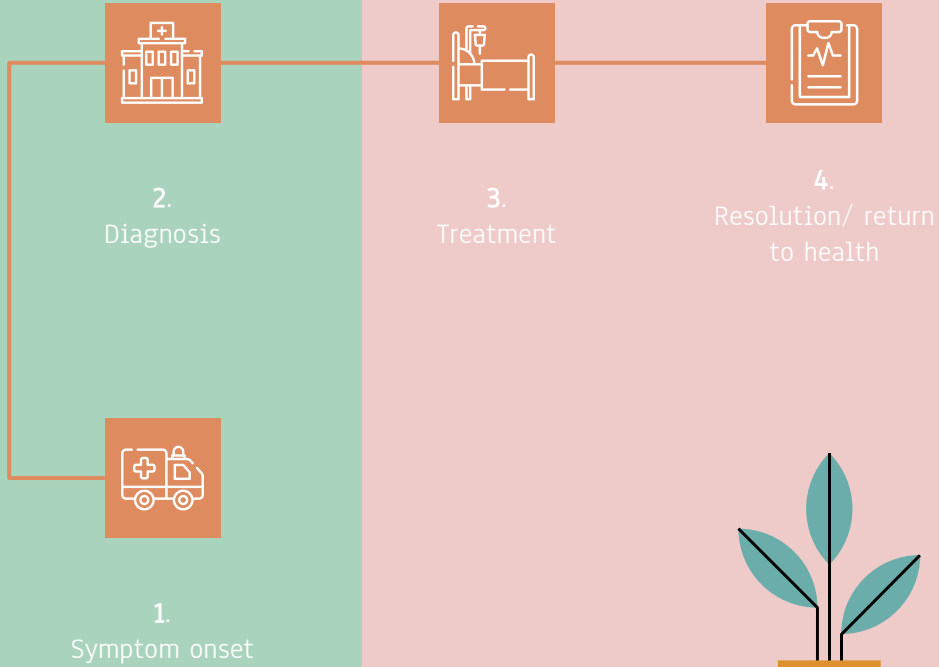 2.
Diagnosis
3.
Treatment
4.
Resolution/ return
to health
1.
Symptom onset